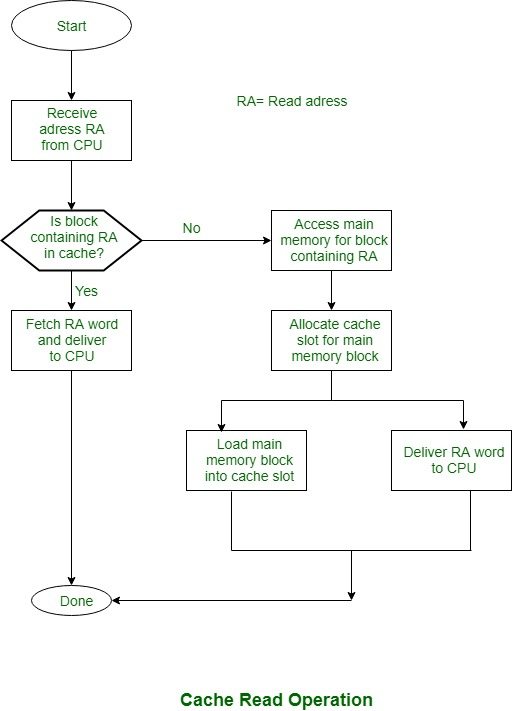 Start
RA= Read adress
Receive
adress RA
from CPU
Is block
containing RA
in cache?
No
Access main
memory for block
containing RA
Yes
Fetch RA word
and deliver
to CPU
Allocate cache
slot for main
memory block
Load main
memory block
into cache slot
Deliver RA word
to CPU
Done
Cache Read Operation